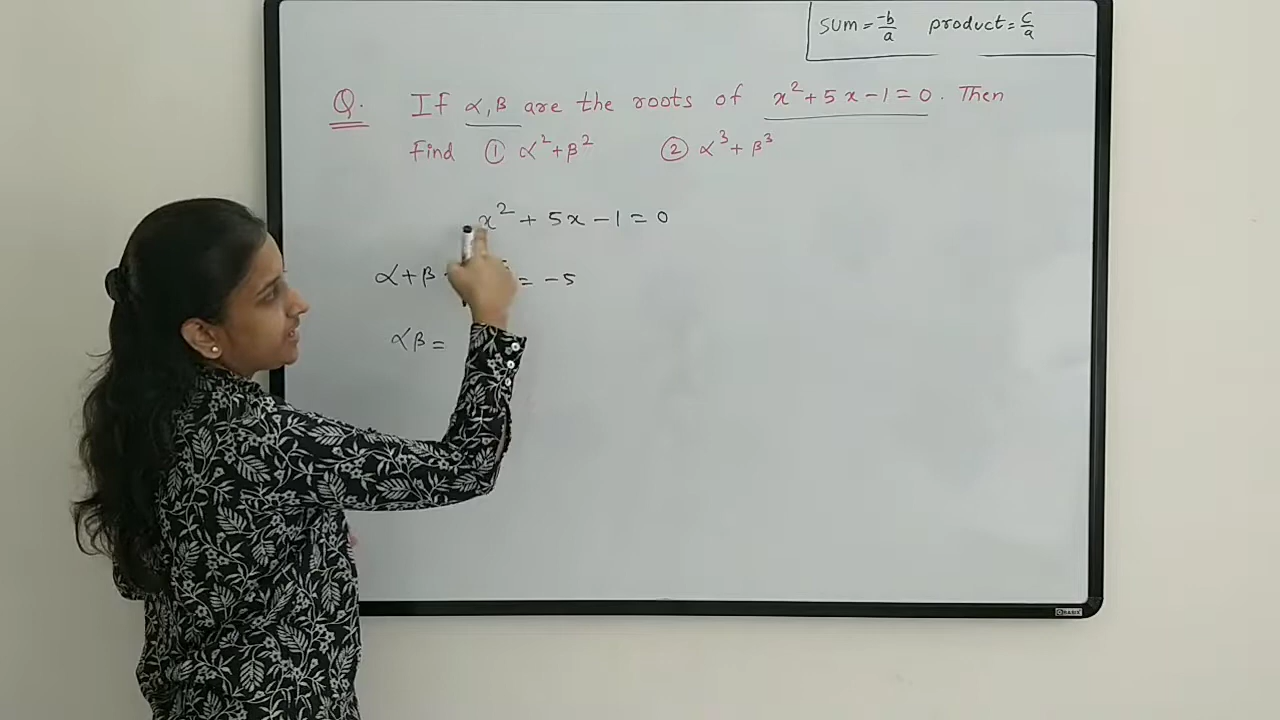 SUM = -b/a product = c/a
Q. If α, β are the roots of x² + 5x - 1 = 0. Then
Find ① α² + β² ② α³ + β³
x² + 5x - 1 = 0
α + β = -5
αβ =
OBASIX